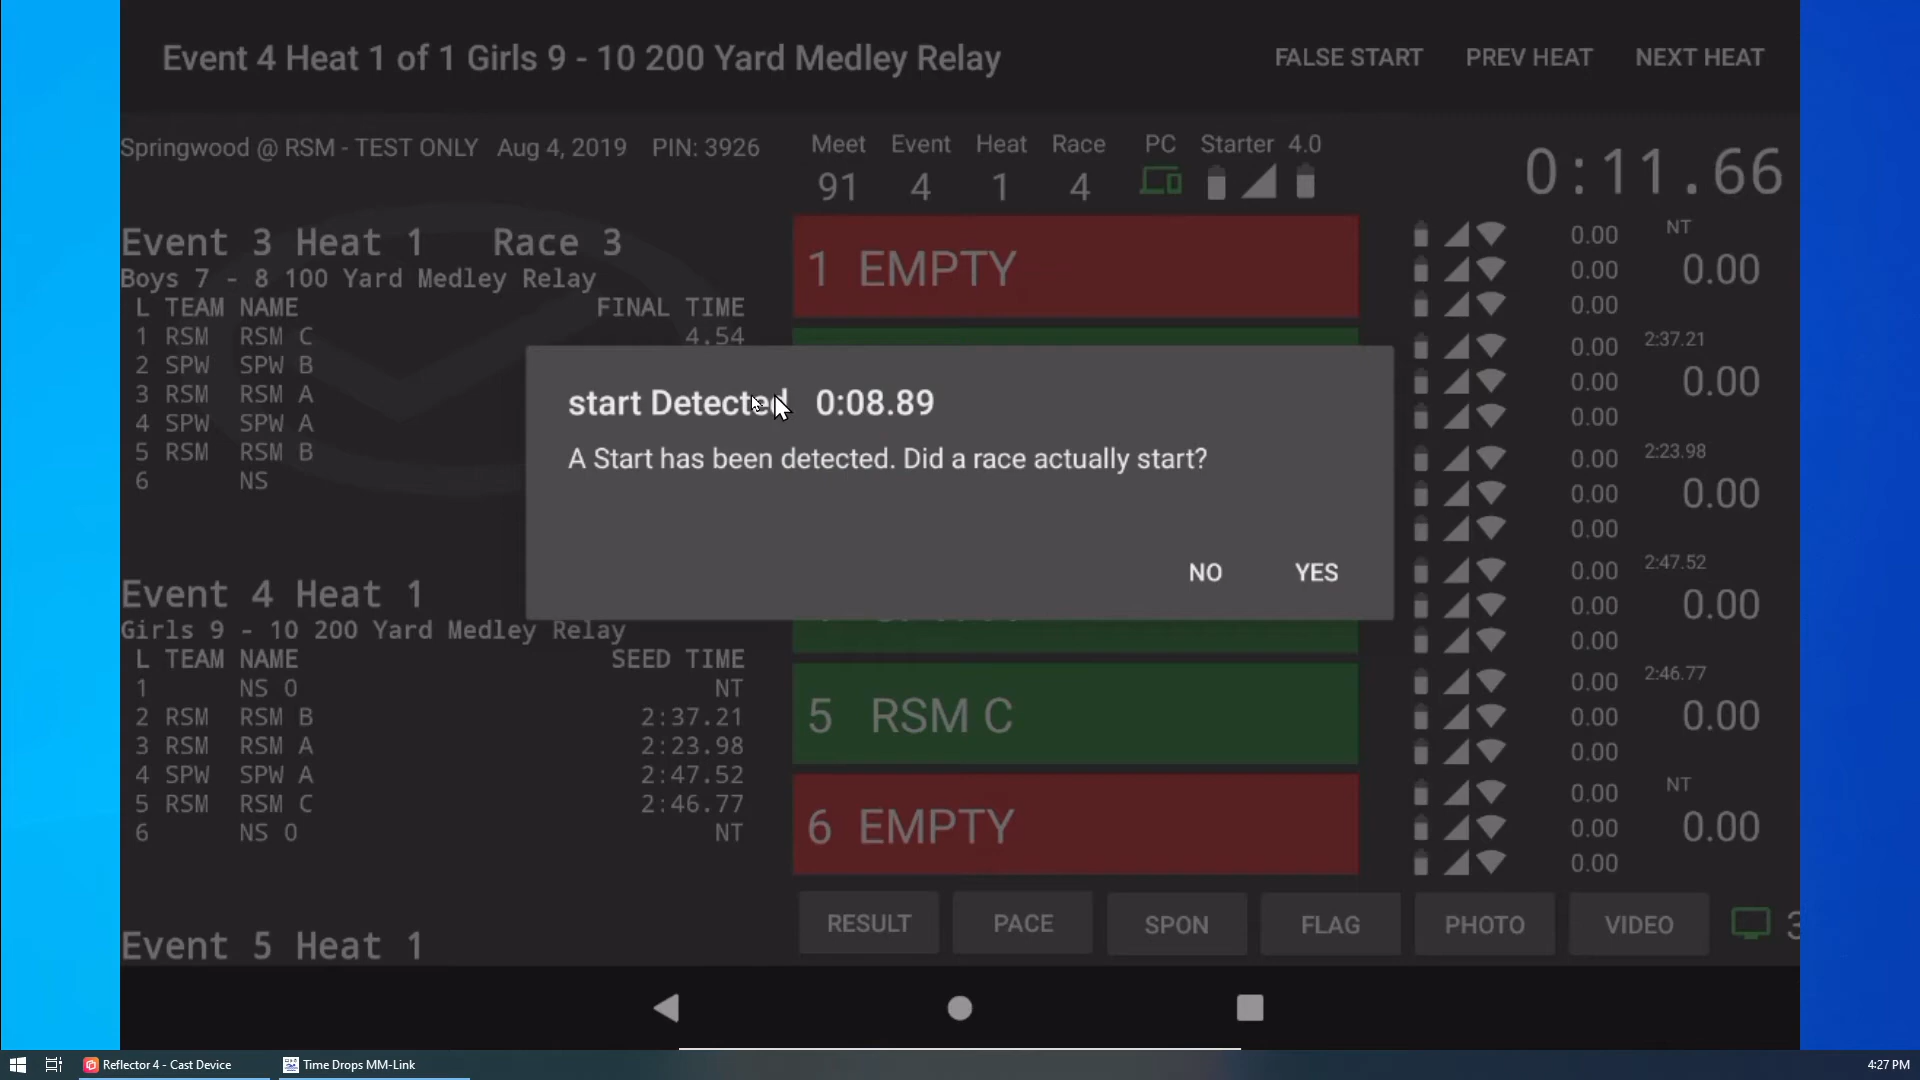 Event 4 Heat 1 of 1 Girls 9 - 10 200 Yard Medley Relay
FALSE START PREV HEAT NEXT HEAT
Springwood @ RSM - TEST ONLY Aug 4, 2019 PIN: 3926
Meet Event Heat Race PC Starter 4.0
91 4 1 4
0:11.66
Event 3 Heat 1 Race 3
Boys 7 - 8 100 Yard Medley Relay
L TEAM NAME FINAL TIME
1 RSM RSM C 4.54
2 SPW SPW B
3 RSM RSM A
4 SPW SPW A
5 RSM RSM B
6 NS
Event 4 Heat 1
Girls 9 - 10 200 Yard Medley Relay
L TEAM NAME SEED TIME
1 NS 0 NT
2 RSM RSM B 2:37.21
3 RSM RSM A 2:23.98
4 SPW SPW A 2:47.52
5 RSM RSM C 2:46.77
6 NS 0 NT
Event 5 Heat 1
1 EMPTY
start Detected 0:08.89
A Start has been detected. Did a race actually start?
NO YES
5 RSM C
6 EMPTY
0.00 NT
0.00 0.00
0.00
0.00 2:37.21
0.00 0.00
0.00
0.00 2:23.98
0.00 0.00
0.00
0.00 2:47.52
0.00 0.00
0.00
0.00 2:46.77
0.00 0.00
0.00
0.00 NT
0.00 0.00
0.00
RESULT PACE SPON FLAG PHOTO VIDEO
Reflector 4 - Cast Device Time Drops MM-Link 4:27 PM